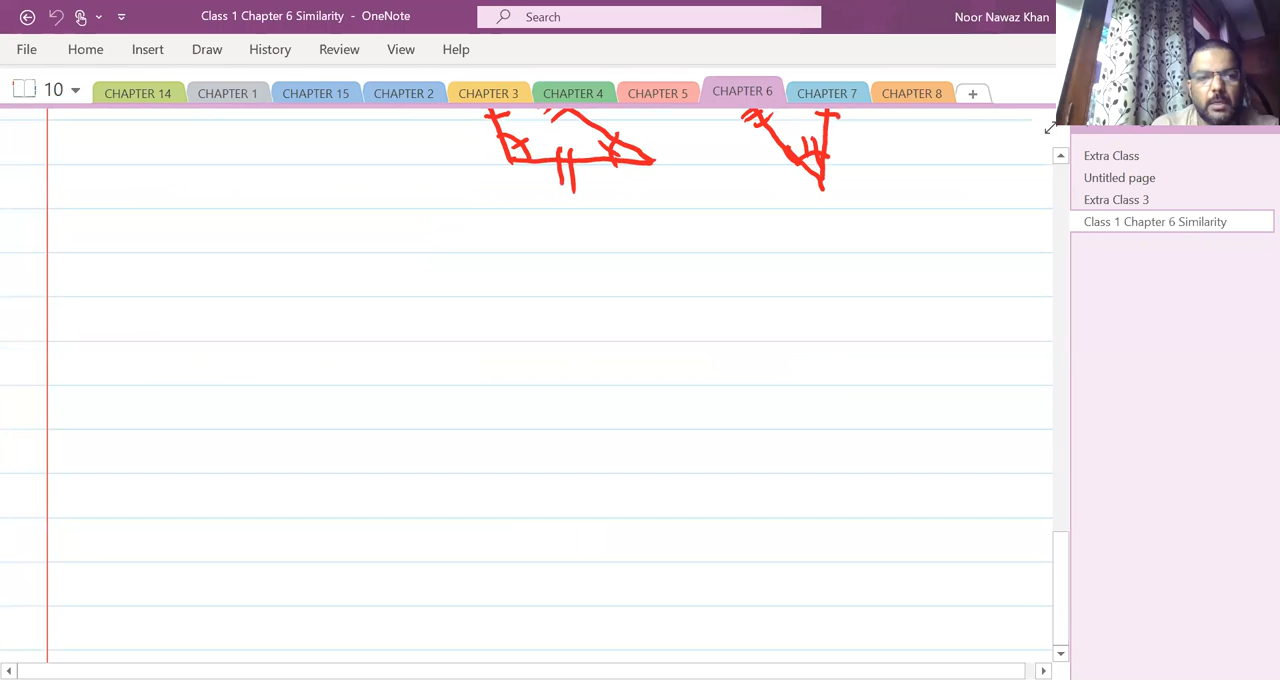 Class 1 Chapter 6 Similarity - OneNote
Search
Noor Nawaz Khan
File Home Insert Draw History Review View Help
10 CHAPTER 14 CHAPTER 1 CHAPTER 15 CHAPTER 2 CHAPTER 3 CHAPTER 4 CHAPTER 5 CHAPTER 6 CHAPTER 7 CHAPTER 8 +
Extra Class
Untitled page
Extra Class 3
Class 1 Chapter 6 Similarity